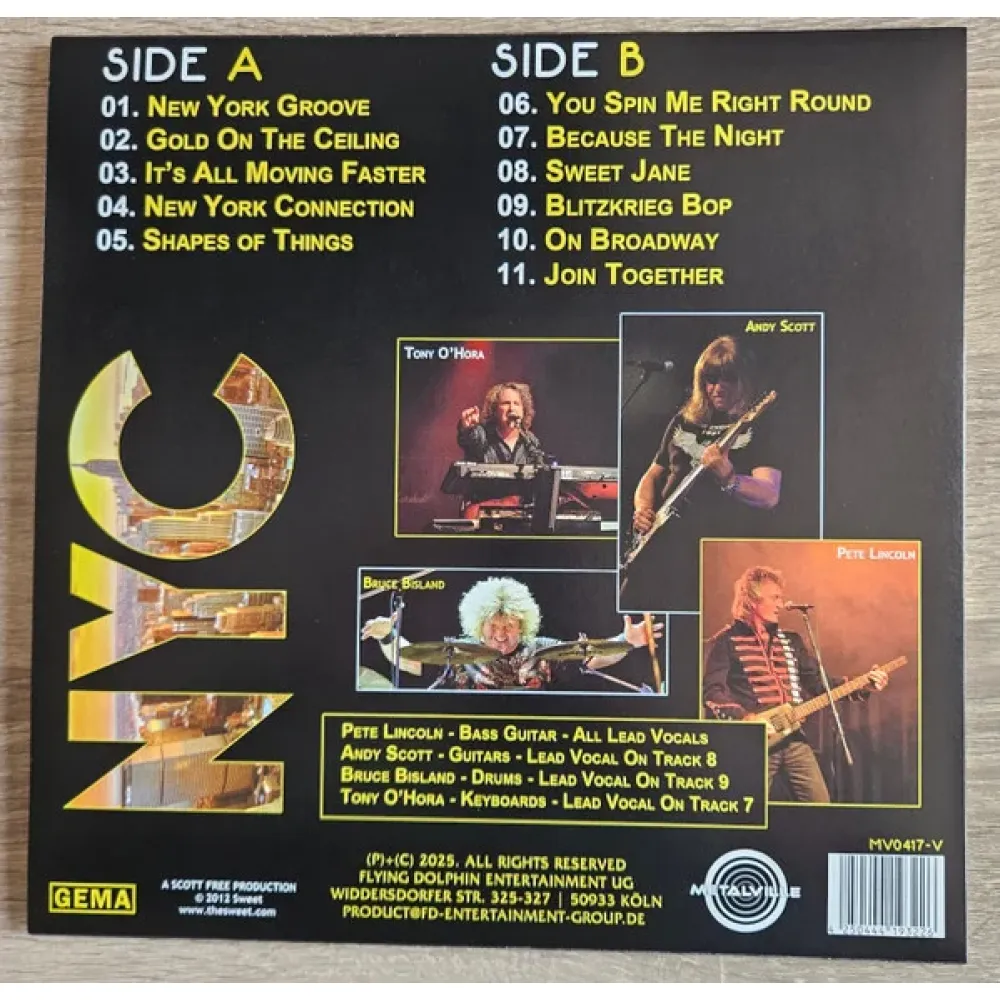 SIDE A
01. NEW YORK GROOVE
02. GOLD ON THE CEILING
03. IT'S ALL MOVING FASTER
04. NEW YORK CONNECTION
05. SHAPES OF THINGS
SIDE B
06. YOU SPIN ME RIGHT ROUND
07. BECAUSE THE NIGHT
08. SWEET JANE
09. BLITZKRIEG BOP
10. ON BROADWAY
11. JOIN TOGETHER
NYC
TONY O'HORA
ANDY SCOTT
BRUCE BISLAND
PETE LINCOLN
PETE LINCOLN - BASS GUITAR - ALL LEAD VOCALS
ANDY SCOTT - GUITARS - LEAD VOCAL ON TRACK 8
BRUCE BISLAND - DRUMS - LEAD VOCAL ON TRACK 9
TONY O'HORA - KEYBOARDS - LEAD VOCAL ON TRACK 7
GEMA
A SCOTT FREE PRODUCTION
© 2012 Sweet
www.thesweet.com
(P)+(C) 2025. ALL RIGHTS RESERVED
FLYING DOLPHIN ENTERTAINMENT UG
WIDDERSDORFER STR. 325-327 | 50933 KÖLN
PRODUCT@FD-ENTERTAINMENT-GROUP.DE
METALVILLE
MV0417-V